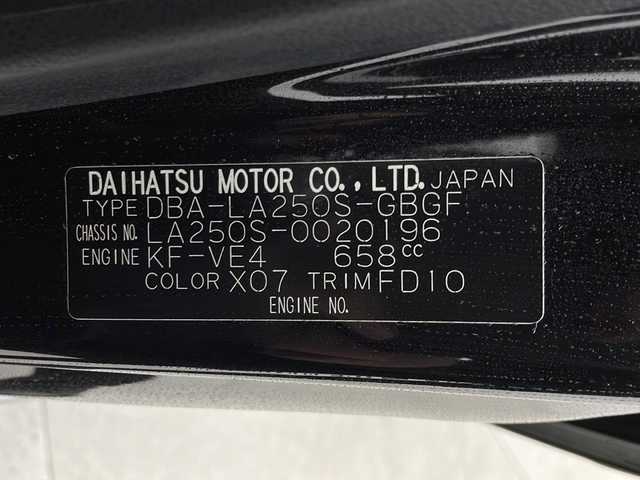 DAIHATSU MOTOR CO., LTD. JAPAN
TYPE DBA-LA250S-GBGF
CHASSIS NO. LA250S-0020196
ENGINE KF-VE4 658cc
COLOR X07 TRIM FD10
ENGINE NO.